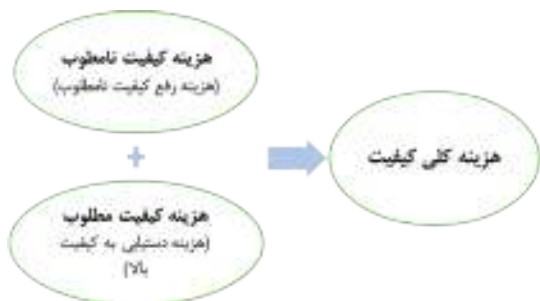 هزینه کیفیت نامطلوب
(هزینه رفع کیفیت نامطلوب)
+
هزینه کیفیت مطلوب
(هزینه دستیابی به کیفیت
بالا)
هزینه کلی کیفیت